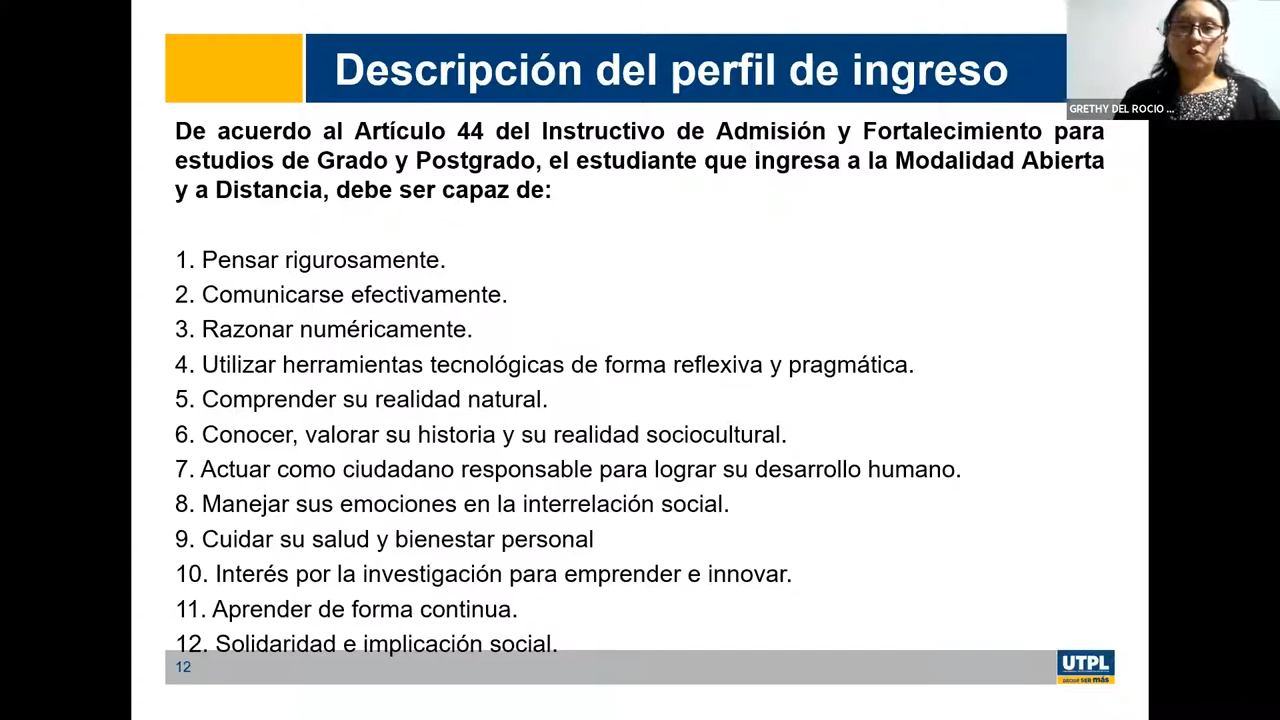 Descripción del perfil de ingreso
GRETHY DEL ROCIO ...
De acuerdo al Artículo 44 del Instructivo de Admisión y Fortalecimiento para
estudios de Grado y Postgrado, el estudiante que ingresa a la Modalidad Abierta
y a Distancia, debe ser capaz de:
1. Pensar rigurosamente.
2. Comunicarse efectivamente.
3. Razonar numéricamente.
4. Utilizar herramientas tecnológicas de forma reflexiva y pragmática.
5. Comprender su realidad natural.
6. Conocer, valorar su historia y su realidad sociocultural.
7. Actuar como ciudadano responsable para lograr su desarrollo humano.
8. Manejar sus emociones en la interrelación social.
9. Cuidar su salud y bienestar personal
10. Interés por la investigación para emprender e innovar.
11. Aprender de forma continua.
12. Solidaridad e implicación social.
12
UTPL
DECIDE SER más